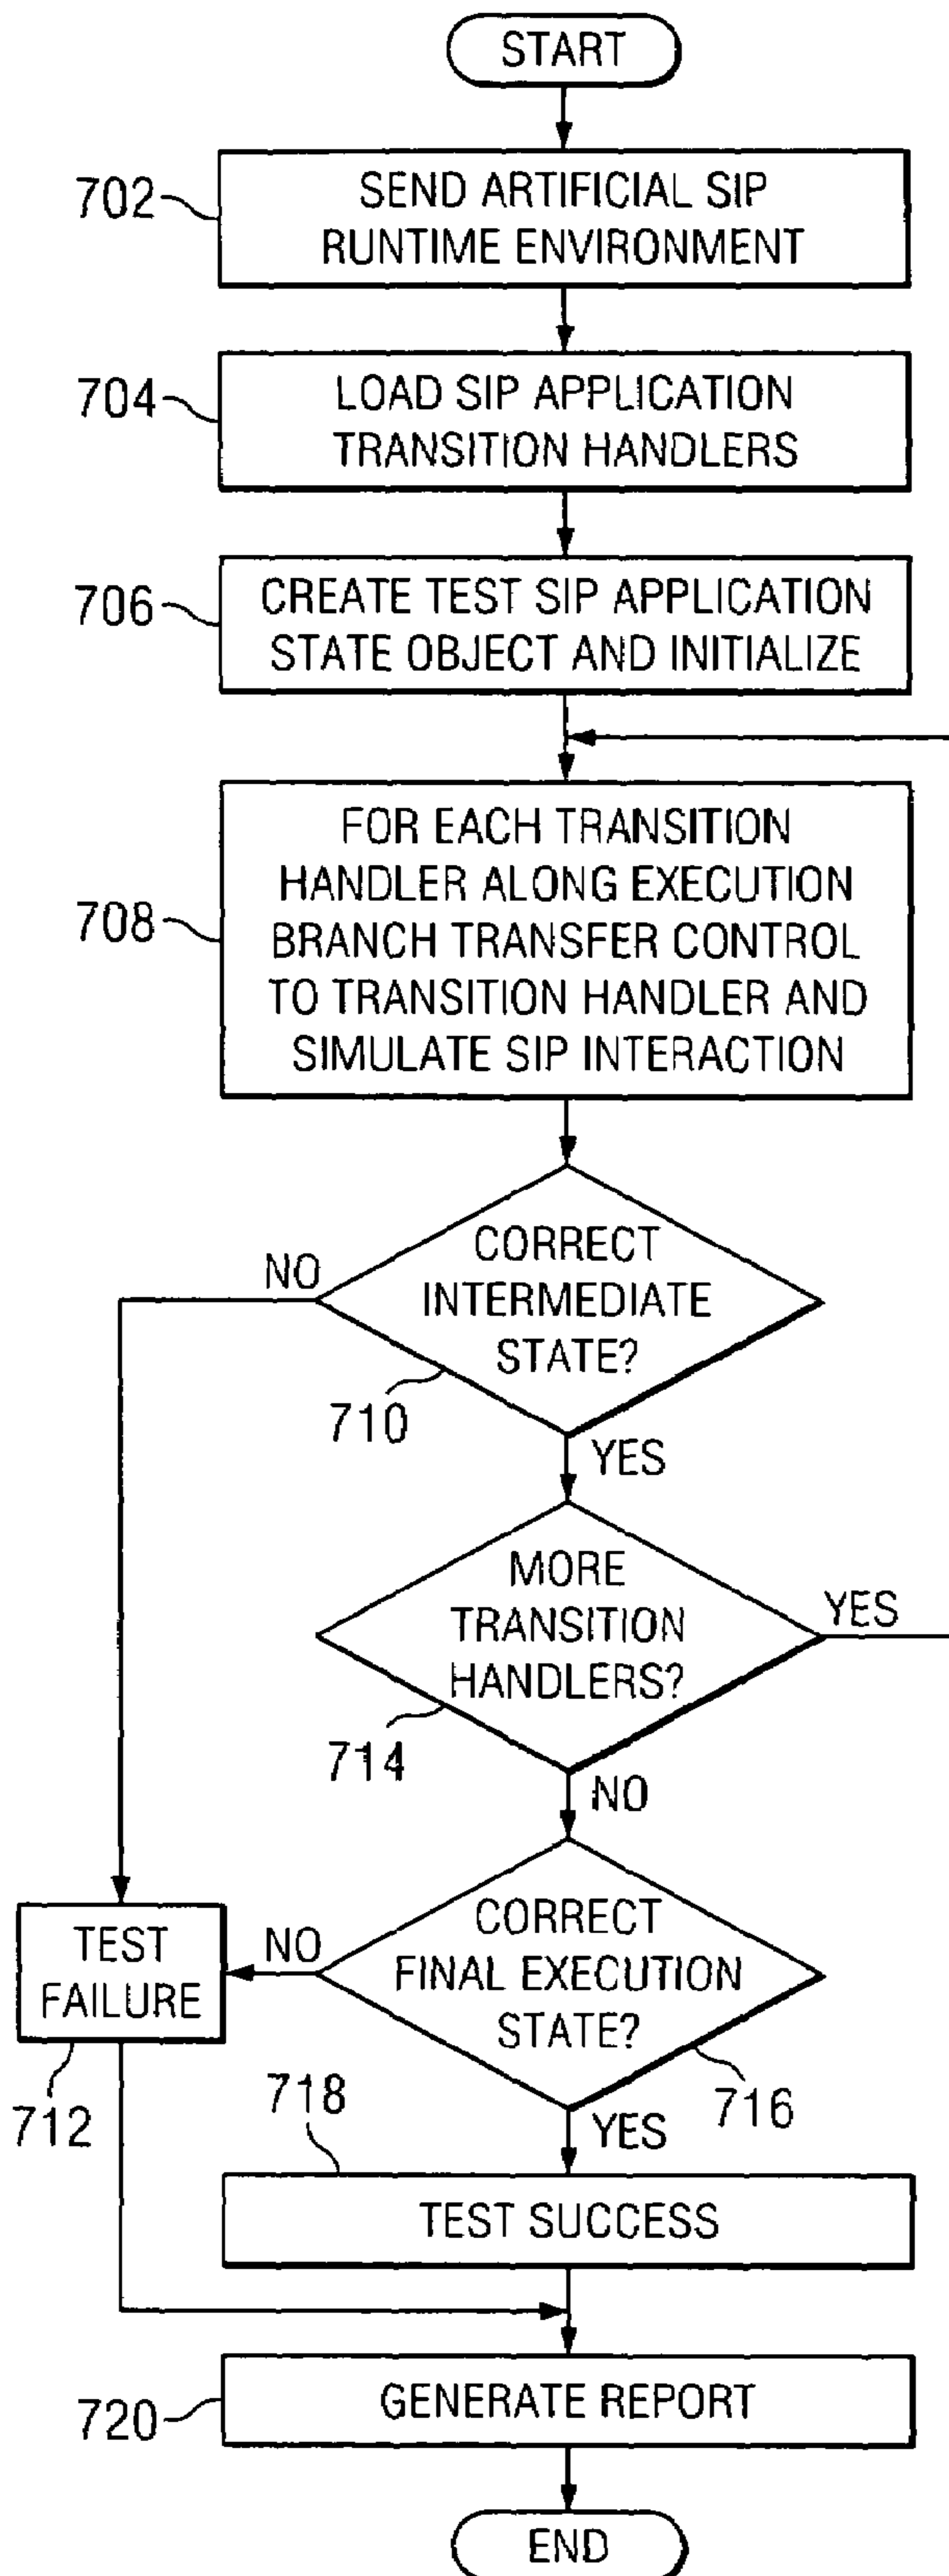 START
702
SEND ARTIFICIAL SIP
RUNTIME ENVIRONMENT
704
LOAD SIP APPLICATION
TRANSITION HANDLERS
706
CREATE TEST SIP APPLICATION
STATE OBJECT AND INITIALIZE
708
FOR EACH TRANSITION
HANDLER ALONG EXECUTION
BRANCH TRANSFER CONTROL
TO TRANSITION HANDLER AND
SIMULATE SIP INTERACTION
NO
CORRECT
INTERMEDIATE
STATE?
710
YES
MORE
TRANSITION
HANDLERS?
YES
714
NO
TEST
FAILURE
712
NO
CORRECT
FINAL EXECUTION
STATE?
716
718
YES
TEST SUCCESS
720
GENERATE REPORT
END